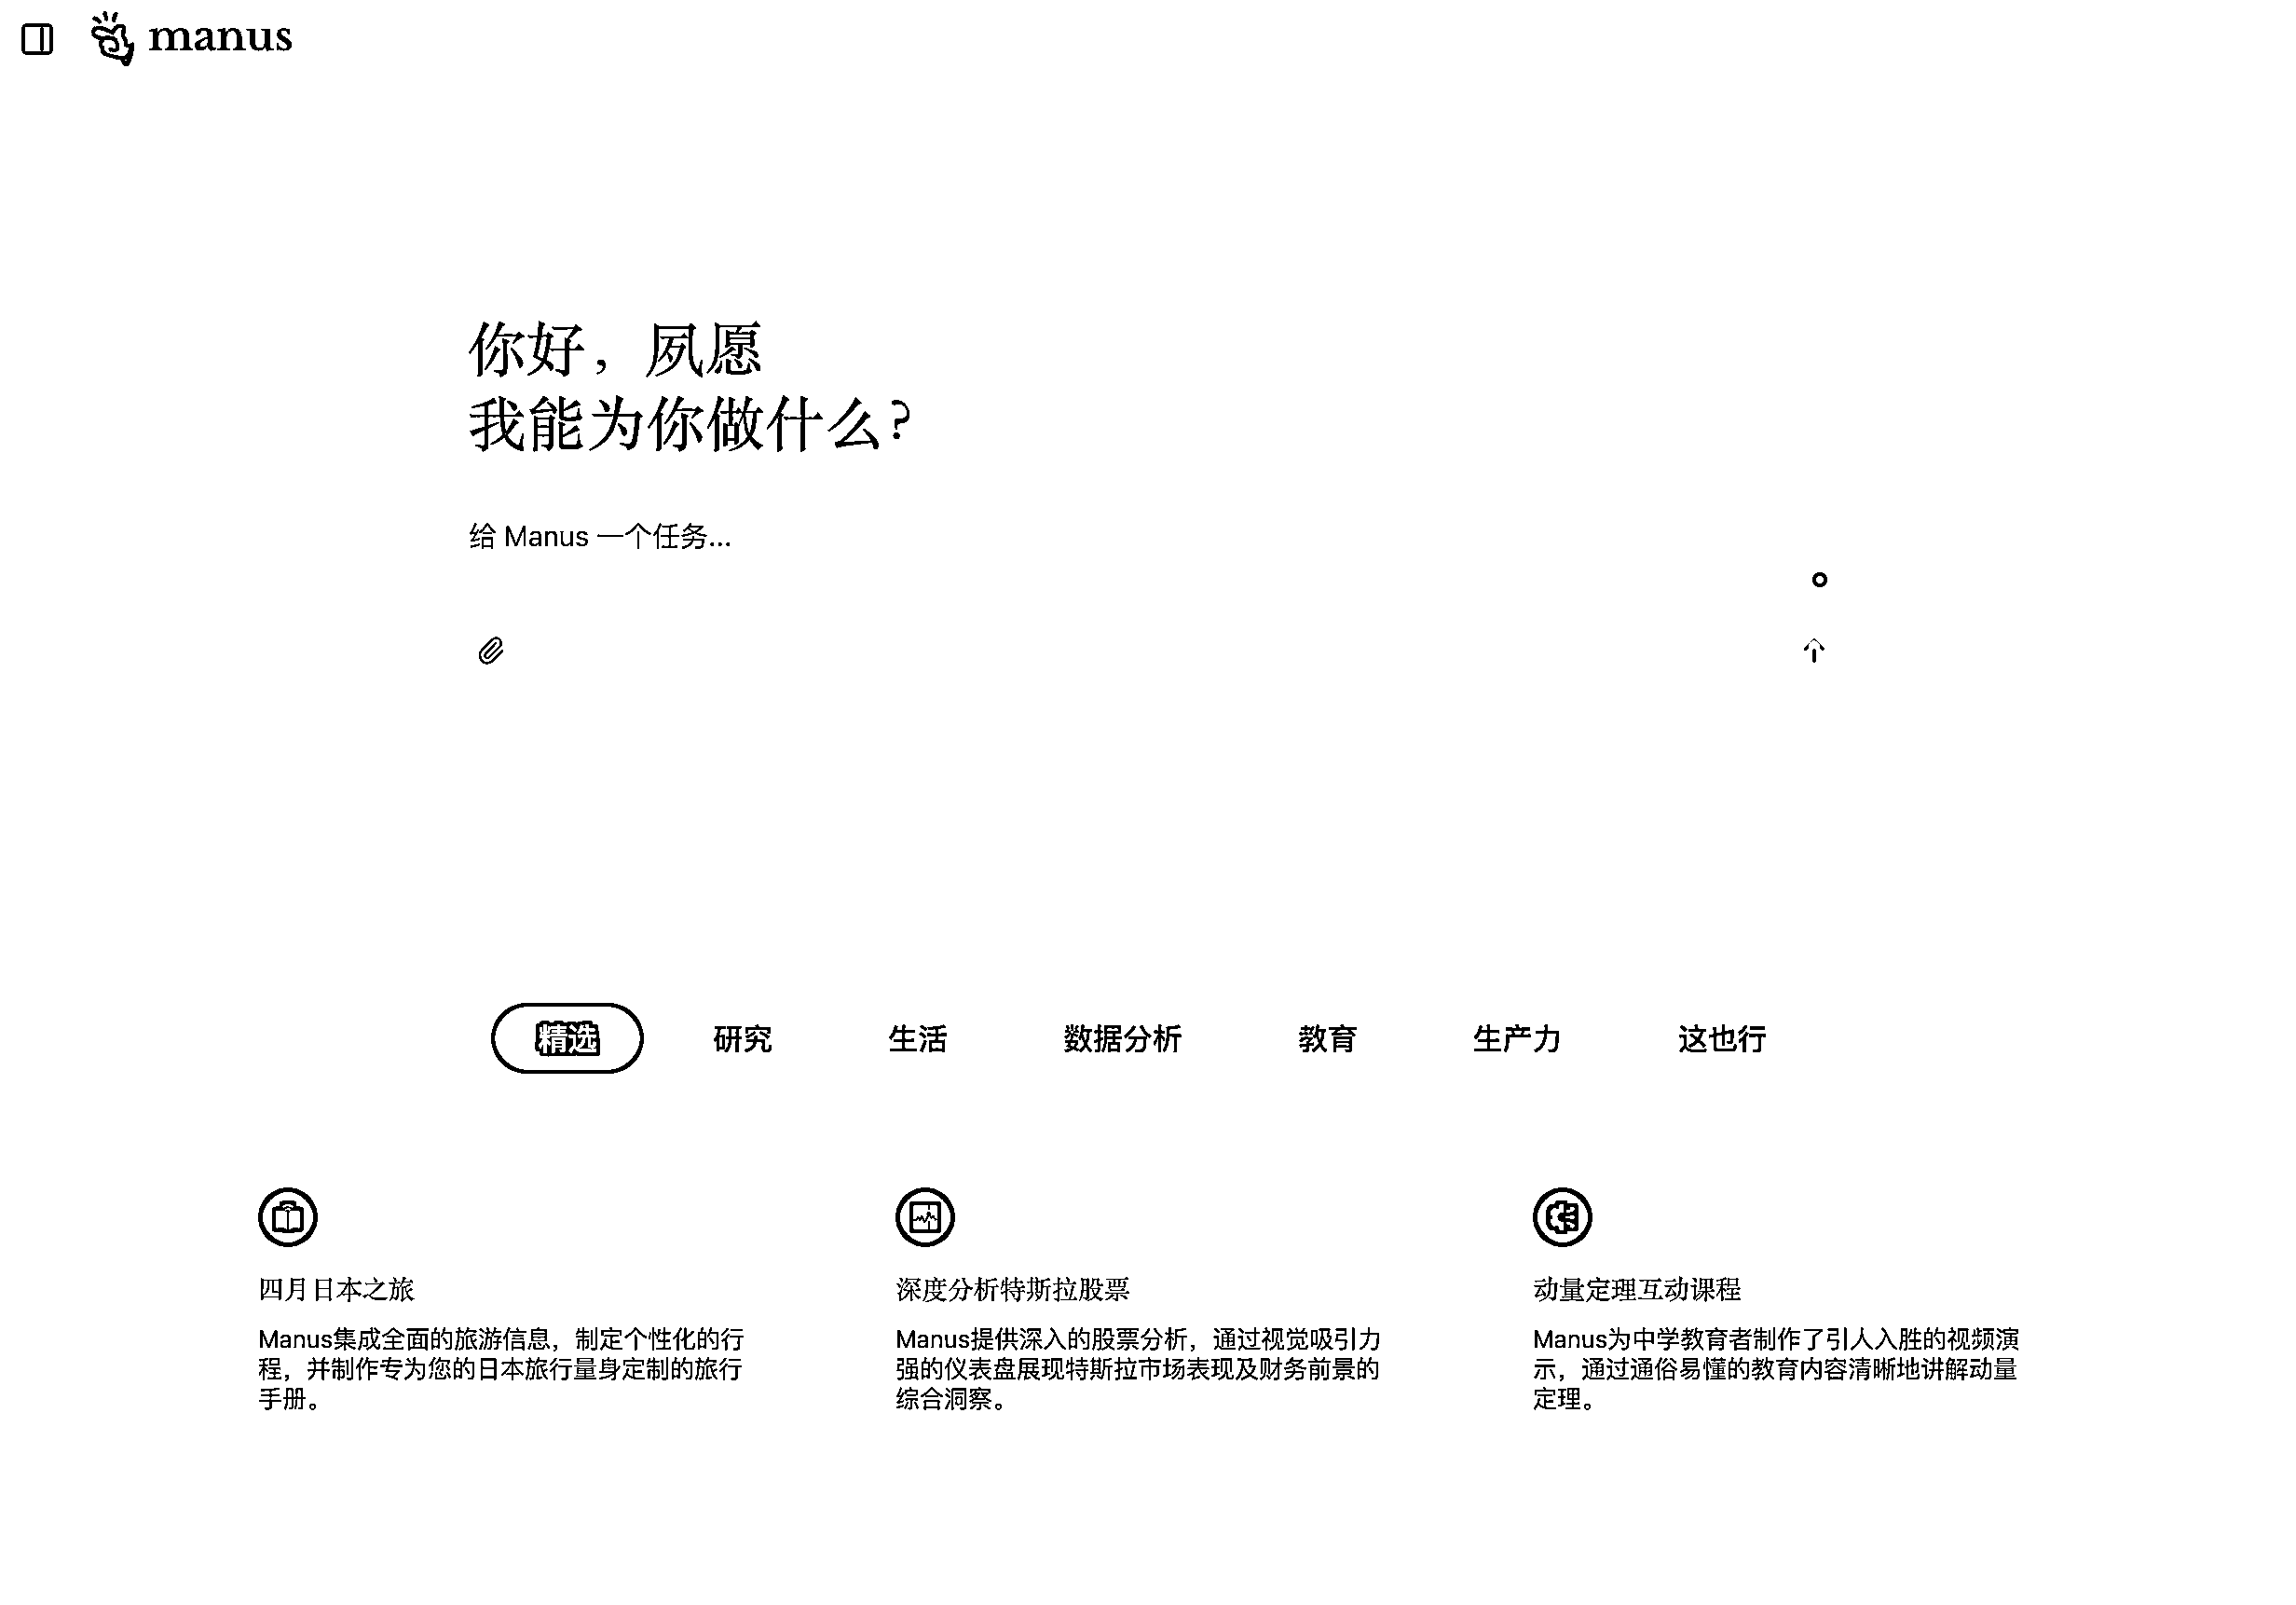 manus
你好，夙愿
我能为你做什么?
给 Manus 一个任务...
精选 研究 生活 数据分析 教育 生产力 这也行
四月日本之旅
Manus集成全面的旅游信息，制定个性化的行
程，并制作专为您的日本旅行量身定制的旅行
手册。
深度分析特斯拉股票
Manus提供深入的股票分析，通过视觉吸引力
强的仪表盘展现特斯拉市场表现及财务前景的
综合洞察。
动量定理互动课程
Manus为中学教育者制作了引人入胜的视频演
示，通过通俗易懂的教育内容清晰地讲解动量
定理。